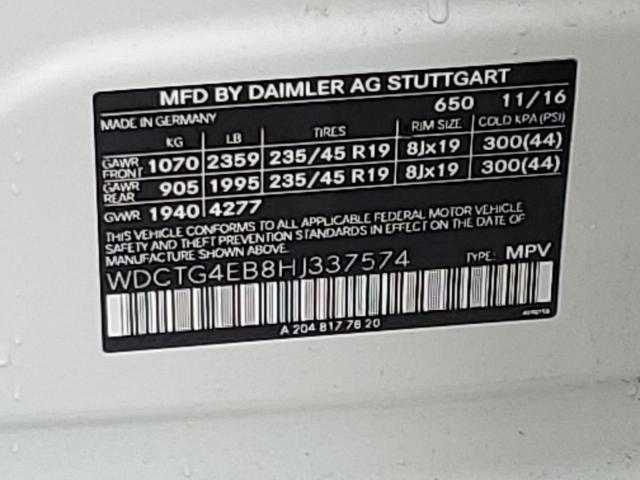 MFD BY DAIMLER AG STUTTGART
650 11/16
MADE IN GERMANY
KG LB TIRES RIM SIZE COLD KPA (PSI)
GAWR FRONT 1070 2359 235/45 R19 8Jx19 300(44)
GAWR REAR 905 1995 235/45 R19 8Jx19 300(44)
GVWR 1940 4277
THIS VEHICLE CONFORMS TO ALL APPLICABLE FEDERAL MOTOR VEHICLE
SAFETY AND THEFT PREVENTION STANDARDS IN EFFECT ON THE DATE OF
MANUFACTURE SHOWN ABOVE.
WDCTG4EB8HJ337574 TYPE: MPV
A 204 817 76 20